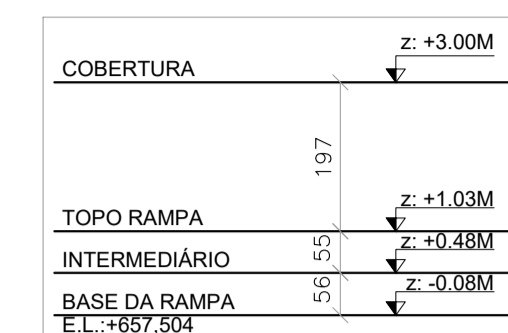 z: +3.00M
COBERTURA
197
z: +1.03M
TOPO RAMPA
55
z: +0.48M
INTERMEDIÁRIO
56
z: -0.08M
BASE DA RAMPA
E.L.:+657,504